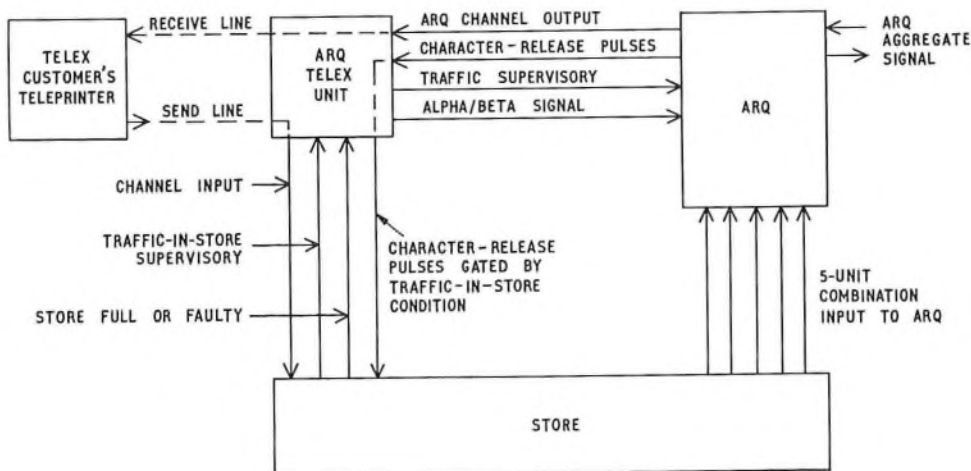 RECEIVE LINE
TELEX
CUSTOMER'S
TELEPRINTER
SEND LINE
ARQ
TELEX
UNIT
ARQ CHANNEL OUTPUT
CHARACTER-RELEASE PULSES
TRAFFIC SUPERVISORY
ALPHA/BETA SIGNAL
ARQ
ARQ
AGGREGATE
SIGNAL
CHANNEL INPUT
TRAFFIC-IN-STORE
SUPERVISORY
STORE FULL OR FAULTY
CHARACTER-RELEASE
PULSES GATED BY
TRAFFIC-IN-STORE
CONDITION
5-UNIT
COMBINATION
INPUT TO ARQ
STORE